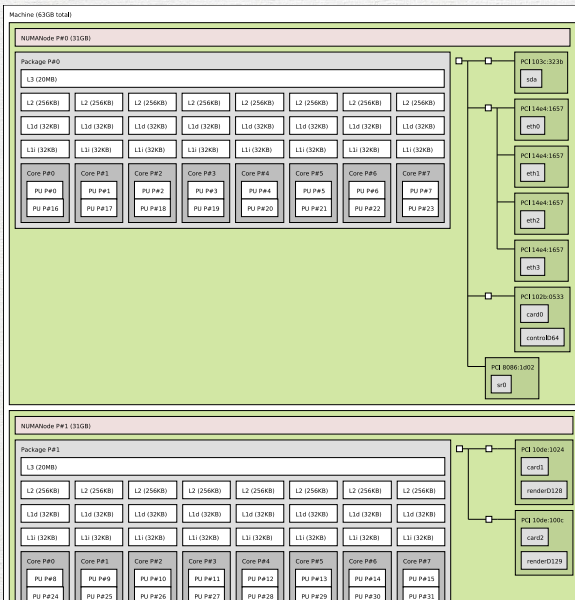 Machine (63GB total)
NUMANode P#0 (31GB)
Package P#0
L3 (20MB)
L2 (256KB) L2 (256KB) L2 (256KB) L2 (256KB) L2 (256KB) L2 (256KB) L2 (256KB) L2 (256KB)
L1d (32KB) L1d (32KB) L1d (32KB) L1d (32KB) L1d (32KB) L1d (32KB) L1d (32KB) L1d (32KB)
L1i (32KB) L1i (32KB) L1i (32KB) L1i (32KB) L1i (32KB) L1i (32KB) L1i (32KB) L1i (32KB)
Core P#0 Core P#1 Core P#2 Core P#3 Core P#4 Core P#5 Core P#6 Core P#7
PU P#0 PU P#1 PU P#2 PU P#3 PU P#4 PU P#5 PU P#6 PU P#7
PU P#16 PU P#17 PU P#18 PU P#19 PU P#20 PU P#21 PU P#22 PU P#23
PCI 103c:323b
sda
PCI 14e4:1657
eth0
PCI 14e4:1657
eth1
PCI 14e4:1657
eth2
PCI 14e4:1657
eth3
PCI 102b:0533
card0
controlD64
PCI 8086:1d02
sr0
NUMANode P#1 (31GB)
Package P#1
L3 (20MB)
L2 (256KB) L2 (256KB) L2 (256KB) L2 (256KB) L2 (256KB) L2 (256KB) L2 (256KB) L2 (256KB)
L1d (32KB) L1d (32KB) L1d (32KB) L1d (32KB) L1d (32KB) L1d (32KB) L1d (32KB) L1d (32KB)
L1i (32KB) L1i (32KB) L1i (32KB) L1i (32KB) L1i (32KB) L1i (32KB) L1i (32KB) L1i (32KB)
Core P#0 Core P#1 Core P#2 Core P#3 Core P#4 Core P#5 Core P#6 Core P#7
PU P#8 PU P#9 PU P#10 PU P#11 PU P#12 PU P#13 PU P#14 PU P#15
PU P#24 PU P#25 PU P#26 PU P#27 PU P#28 PU P#29 PU P#30 PU P#31
PCI 10de:1024
card1
renderD128
PCI 10de:100c
card2
renderD129